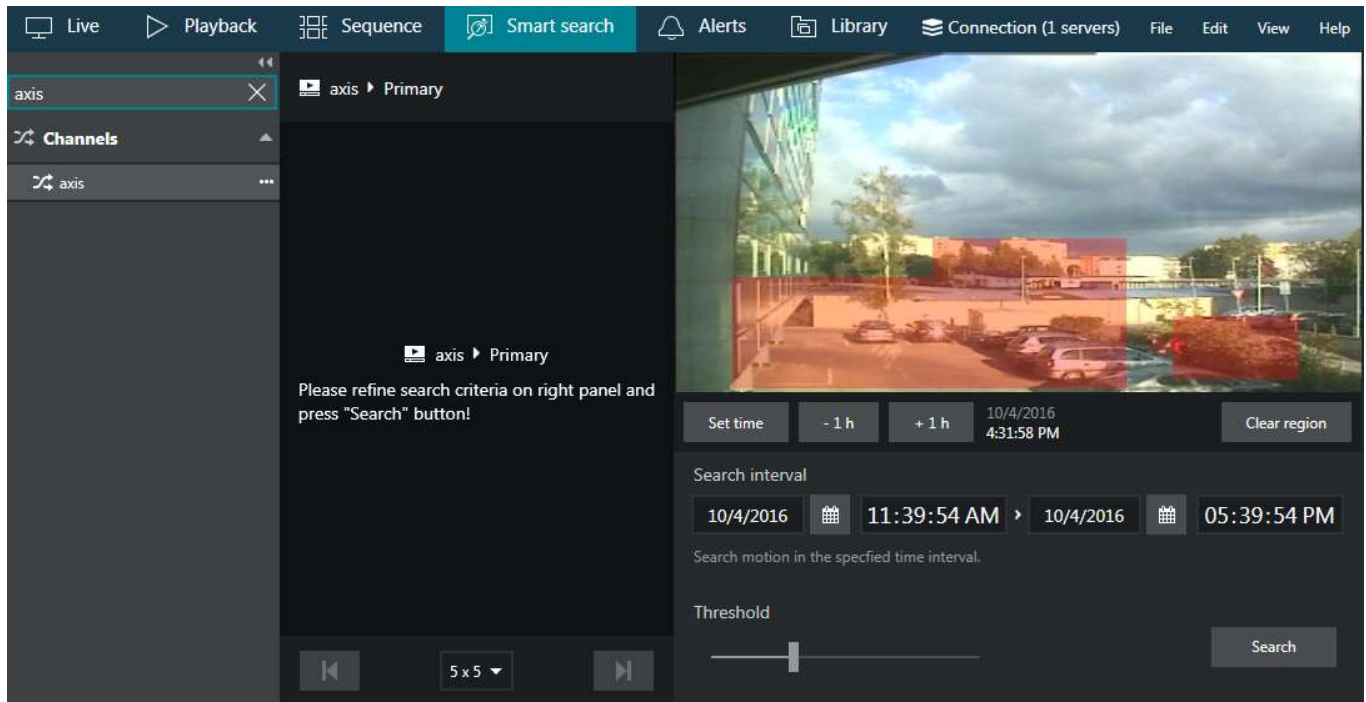 Live Playback Sequence Smart search Alerts Library Connection (1 servers) File Edit View Help
axis
Channels
axis
axis Primary
axis Primary
Please refine search criteria on right panel and
press "Search" button!
5 x 5
Set time - 1 h + 1 h 10/4/2016
4:31:58 PM
Clear region
Search interval
10/4/2016 11:39:54 AM › 10/4/2016 05:39:54 PM
Search motion in the specfied time interval.
Threshold
Search